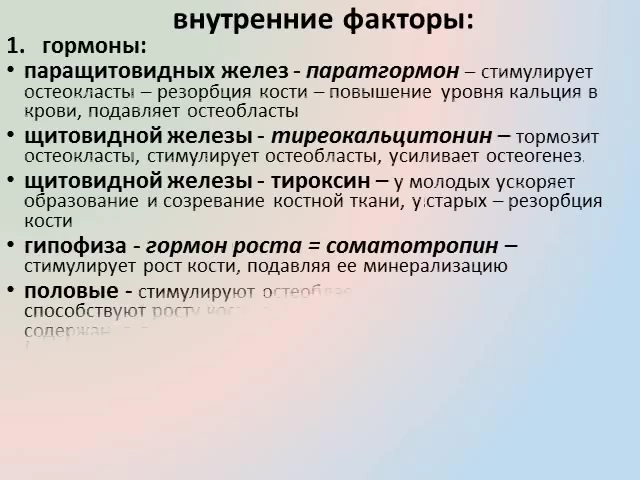 внутренние факторы:
1. гормоны:
• паращитовидных желез - паратгормон – стимулирует
остеокласты – резорбция кости – повышение уровня кальция в
крови, подавляет остеобласты
• щитовидной железы - тиреокальцитонин – тормозит
остеокласты, стимулирует остеобласты, усиливает остеогенез.
• щитовидной железы - тироксин – у молодых ускоряет
образование и созревание костной ткани, у старых – резорбция
кости
• гипофиза - гормон роста = соматотропин –
стимулирует рост кости, подавляя ее минерализацию
• половые - стимулируют
способствуют росту